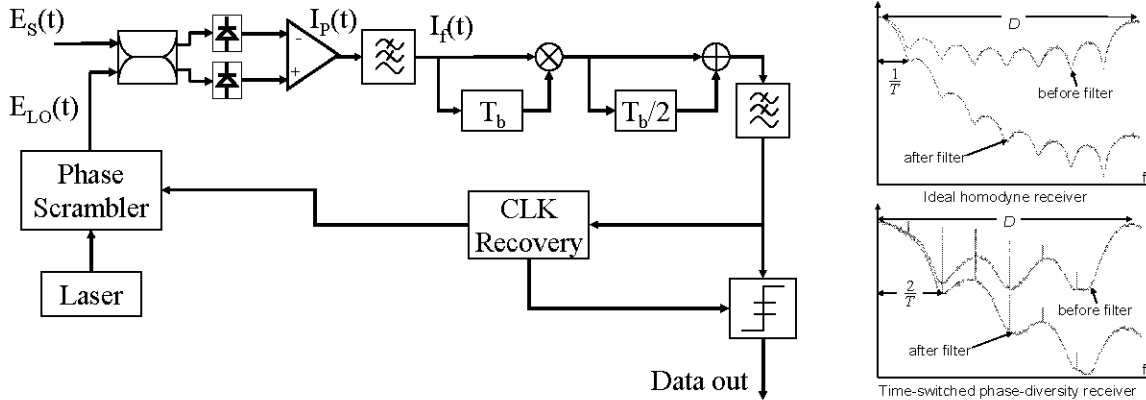 E_S(t)
I_P(t)
I_f(t)
-
+
E_LO(t)
T_b
T_b/2
Phase
Scrambler
CLK
Recovery
Laser
Data out
D
1
T
before filter
after filter
f
Ideal homodyne receiver
D
2
T
before filter
after filter
f
Time-switched phase-diversity receiver